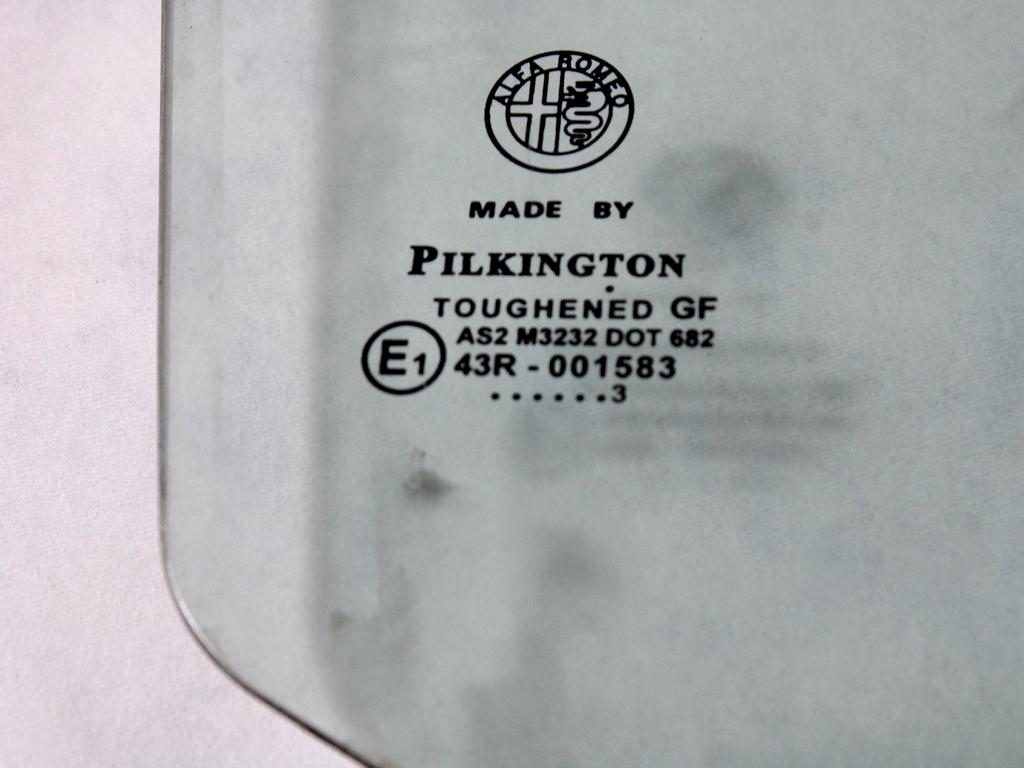 ALFA ROMEO
MADE BY
PILKINGTON
TOUGHENED GF
AS2 M3232 DOT 682
E1 43R - 001583
. . . . . . 3